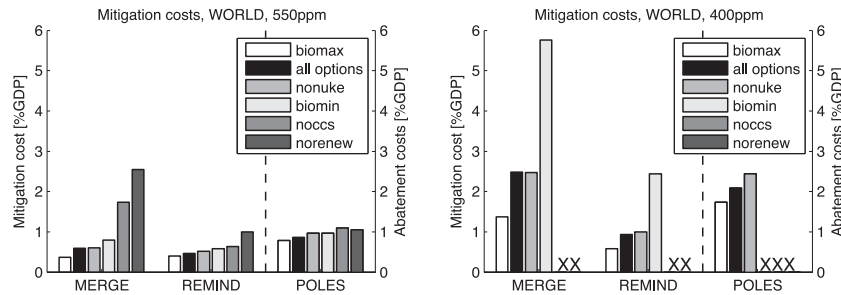 Mitigation costs, WORLD, 550ppm
Mitigation cost [%GDP]
6
5
4
3
2
1
0
biomax
all options
nonuke
biomin
noccs
norenew
6
5
4
3
2
1
0
Abatement costs [%GDP]
MERGE REMIND POLES
Mitigation costs, WORLD, 400ppm
Mitigation cost [%GDP]
6
5
4
3
2
1
0
biomax
all options
nonuke
biomin
noccs
norenew
XX XX XXX
6
5
4
3
2
1
0
Abatement costs [%GDP]
MERGE REMIND POLES